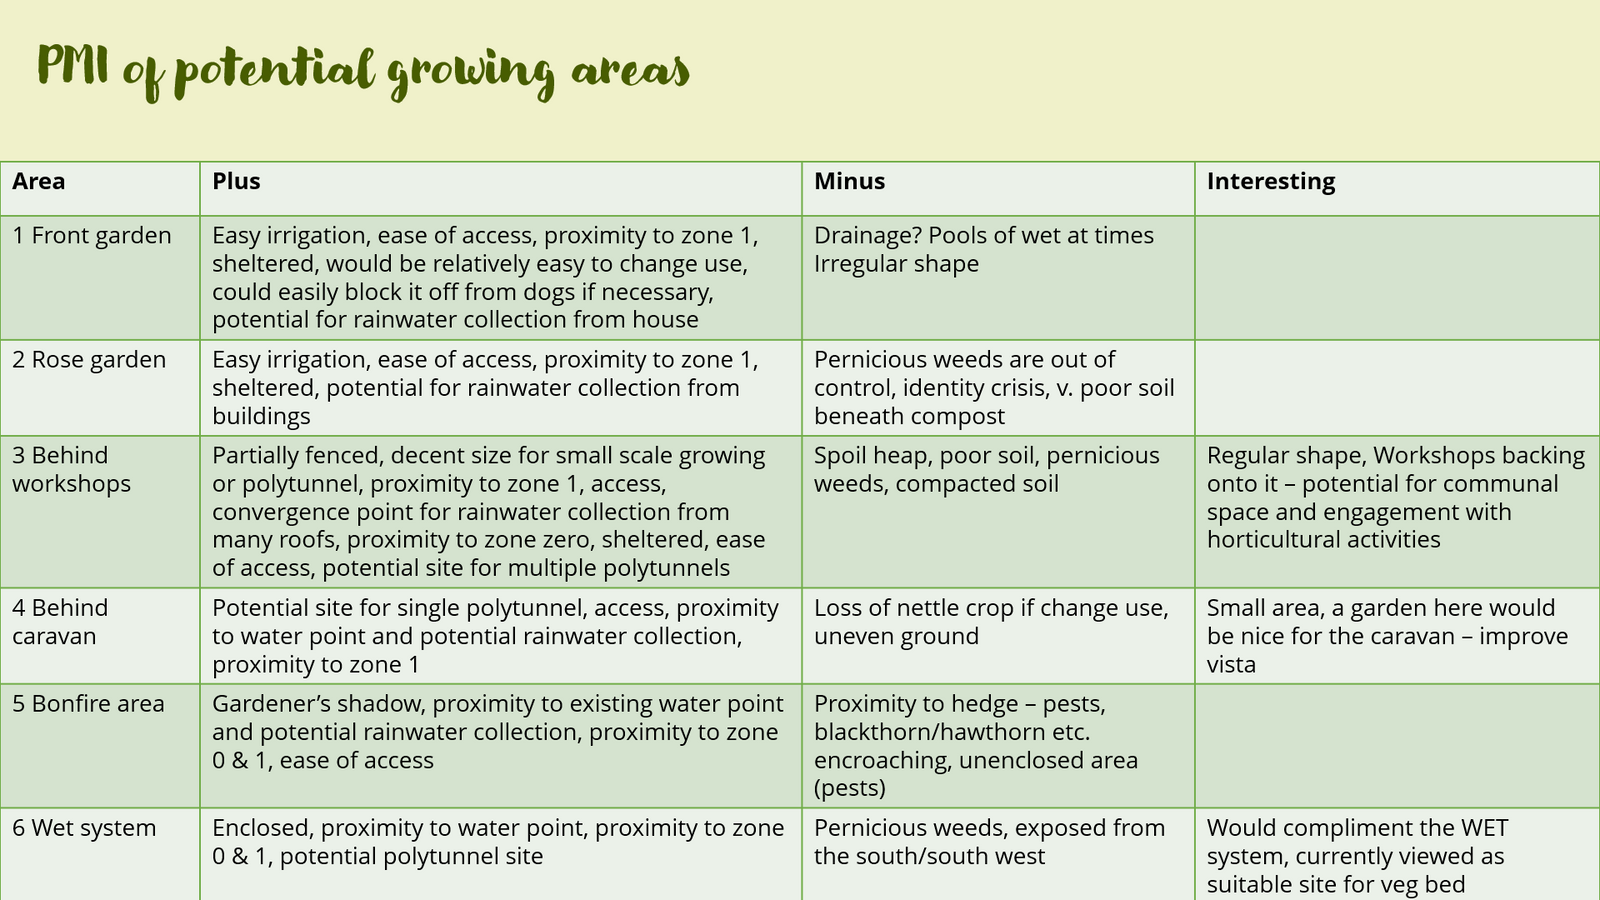 PMI of potential growing areas
Area
Plus
Minus
Interesting
1 Front garden
Easy irrigation, ease of access, proximity to zone 1,
sheltered, would be relatively easy to change use,
could easily block it off from dogs if necessary,
potential for rainwater collection from house
Drainage? Pools of wet at times
Irregular shape
2 Rose garden
Easy irrigation, ease of access, proximity to zone 1,
sheltered, potential for rainwater collection from
buildings
Pernicious weeds are out of
control, identity crisis, v. poor soil
beneath compost
3 Behind
workshops
Partially fenced, decent size for small scale growing
or polytunnel, proximity to zone 1, access,
convergence point for rainwater collection from
many roofs, proximity to zone zero, sheltered, ease
of access, potential site for multiple polytunnels
Spoil heap, poor soil, pernicious
weeds, compacted soil
Regular shape, Workshops backing
onto it – potential for communal
space and engagement with
horticultural activities
4 Behind
caravan
Potential site for single polytunnel, access, proximity
to water point and potential rainwater collection,
proximity to zone 1
Loss of nettle crop if change use,
uneven ground
Small area, a garden here would
be nice for the caravan – improve
vista
5 Bonfire area
Gardener’s shadow, proximity to existing water point
and potential rainwater collection, proximity to zone
0 & 1, ease of access
Proximity to hedge – pests,
blackthorn/hawthorn etc.
encroaching, unenclosed area
(pests)
6 Wet system
Enclosed, proximity to water point, proximity to zone
0 & 1, potential polytunnel site
Pernicious weeds, exposed from
the south/south west
Would compliment the WET
system, currently viewed as
suitable site for veg bed